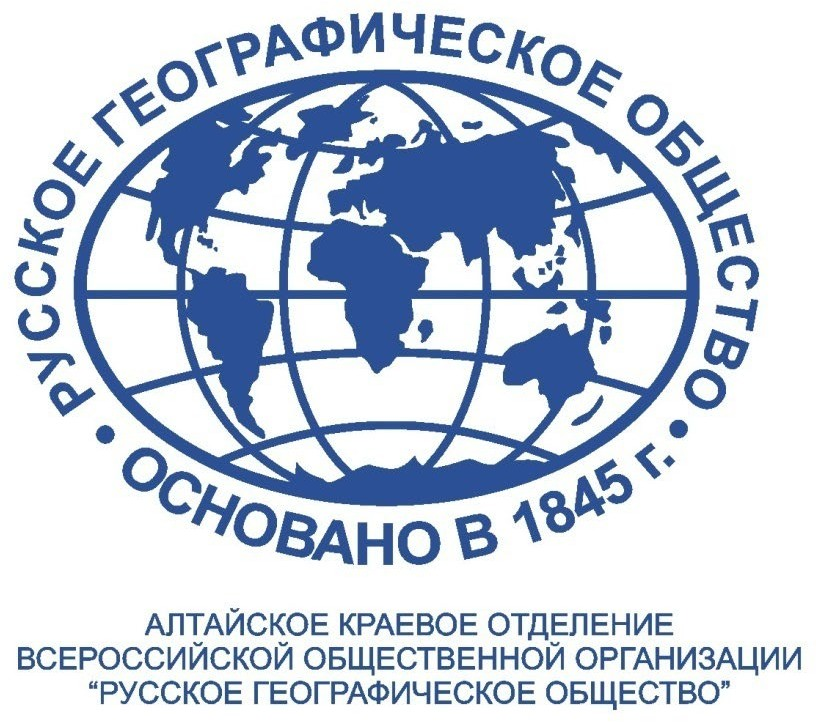 РУССКОЕ ГЕОГРАФИЧЕСКОЕ ОБЩЕСТВО
• ОСНОВАНО В 1845 г. •
АЛТАЙСКОЕ КРАЕВОЕ ОТДЕЛЕНИЕ
ВСЕРОССИЙСКОЙ ОБЩЕСТВЕННОЙ ОРГАНИЗАЦИИ
“РУССКОЕ ГЕОГРАФИЧЕСКОЕ ОБЩЕСТВО”